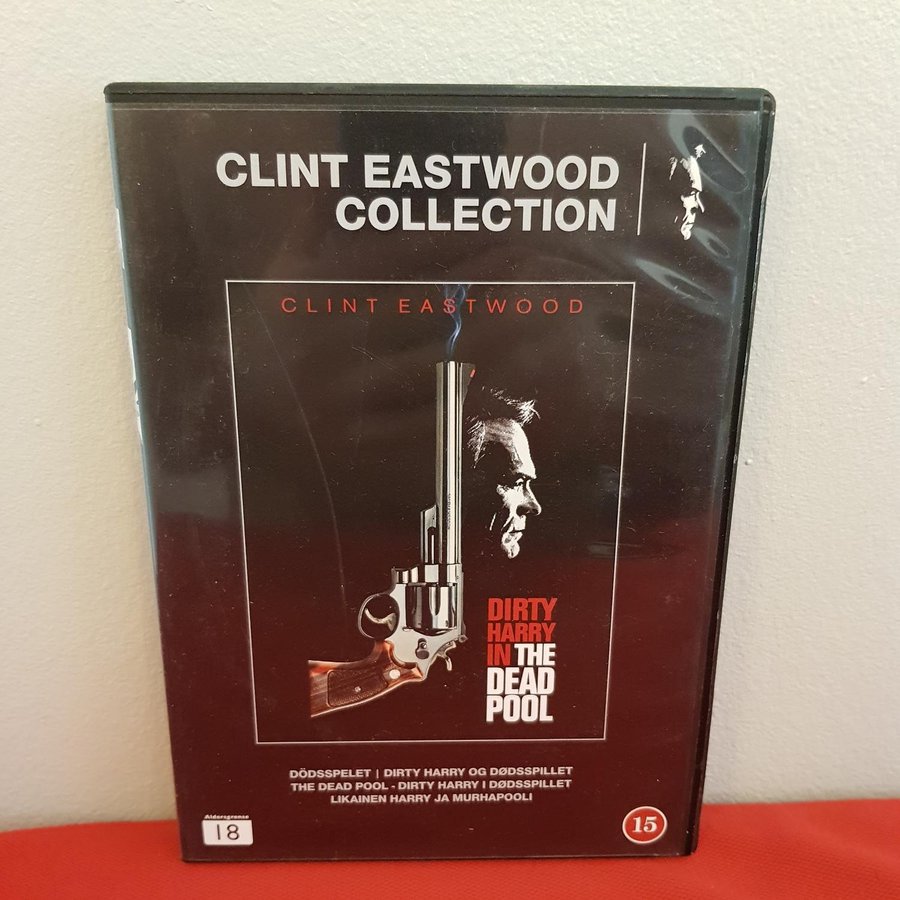 CLINT EASTWOOD
COLLECTION
CLINT EASTWOOD
DIRTY
HARRY
IN THE
DEAD
POOL
DÖDSSPELET | DIRTY HARRY OG DØDSSPILLET
THE DEAD POOL - DIRTY HARRY I DØDSSPILLET
LIKAINEN HARRY JA MURHAPOOLI
Aldersgrense
18
15